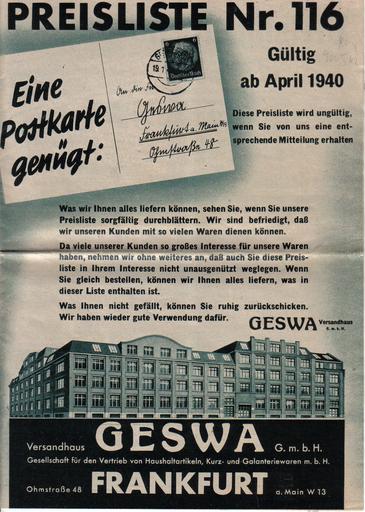 PREISLISTE Nr. 116
Gültig
ab April 1940
Eine
Postkarte
genügt:
An die Fa.
Geswa
Frankfurt a. Main W13
Ohmstraße 48
Deutsches Reich
Diese Preisliste wird ungültig,
wenn Sie von uns eine ent-
sprechende Mitteilung erhalten
Was wir Ihnen alles liefern können, sehen Sie, wenn Sie unsere
Preisliste sorgfältig durchblättern. Wir sind befriedigt, daß
wir unseren Kunden mit so vielen Waren dienen können.
Da viele unserer Kunden so großes Interesse für unsere Waren
haben, nehmen wir ohne weiteres an, daß auch Sie diese Preis-
liste in Ihrem Interesse nicht unausgenützt weglegen. Wenn
Sie gleich bestellen, können wir Ihnen alles liefern, was in
dieser Liste enthalten ist.
Was Ihnen nicht gefällt, können Sie ruhig zurückschicken.
Wir haben wieder gute Verwendung dafür.
GESWA Versandhaus
G. m. b. H.
Versandhaus GESWA G. m. b. H.
Gesellschaft für den Vertrieb von Haushaltartikeln, Kurz- und Galanteriewaren m. b. H.
Ohmstraße 48 FRANKFURT a. Main W 13